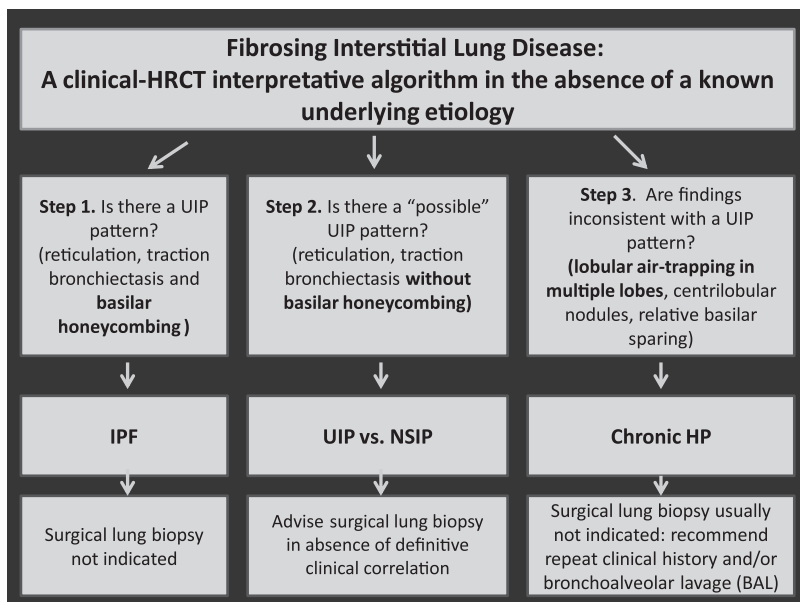 Fibrosing Interstitial Lung Disease:
A clinical-HRCT interpretative algorithm in the absence of a known
underlying etiology
Step 1. Is there a UIP
pattern?
(reticulation, traction
bronchiectasis and
basilar
honeycombing)
Step 2. Is there a “possible”
UIP pattern?
(reticulation, traction
bronchiectasis without
basilar honeycombing)
Step 3. Are findings
inconsistent with a UIP
pattern?
(lobular air-trapping in
multiple lobes, centrilobular
nodules, relative basilar
sparing)
IPF
UIP vs. NSIP
Chronic HP
Surgical lung biopsy
not indicated
Advise surgical lung biopsy
in absence of definitive
clinical correlation
Surgical lung biopsy usually
not indicated: recommend
repeat clinical history and/or
bronchoalveolar lavage (BAL)